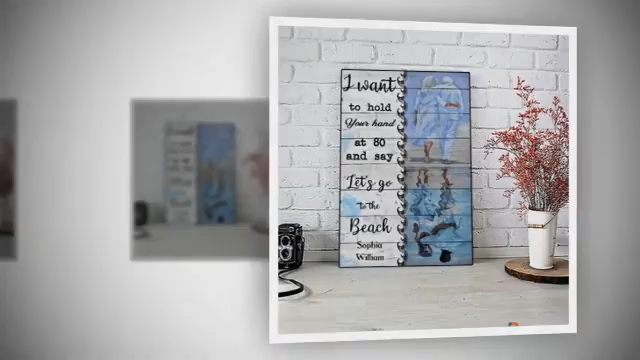 I want
to hold
Your hand
at 80
and say
Let's go
to the
Beach
Sophia
William